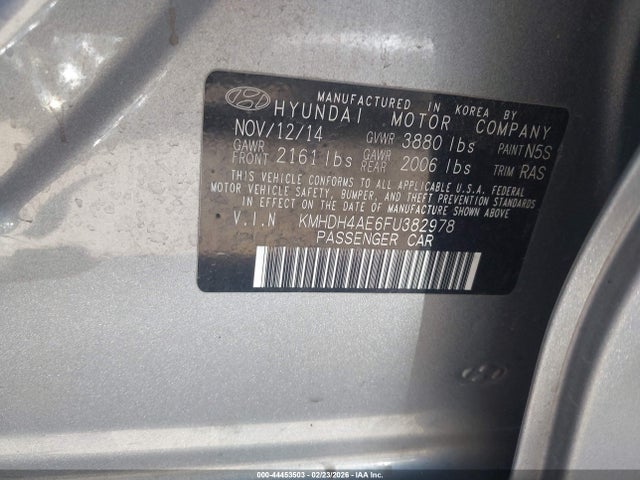 MANUFACTURED IN KOREA BY
HYUNDAI MOTOR COMPANY
NOV/12/14 GVWR 3880 lbs PAINT N5S
GAWR FRONT 2161 lbs GAWR REAR 2006 lbs TRIM RAS
THIS VEHICLE CONFORMS TO ALL APPLICABLE U.S.A. FEDERAL
MOTOR VEHICLE SAFETY, BUMPER, AND THEFT PREVENTION STANDARDS
IN EFFECT ON THE DATE OF MANUFACTURE SHOWN ABOVE.
V.I.N KMHDH4AE6FU382978
PASSENGER CAR
000-44453503 - 02/23/2026 - IAA Inc.